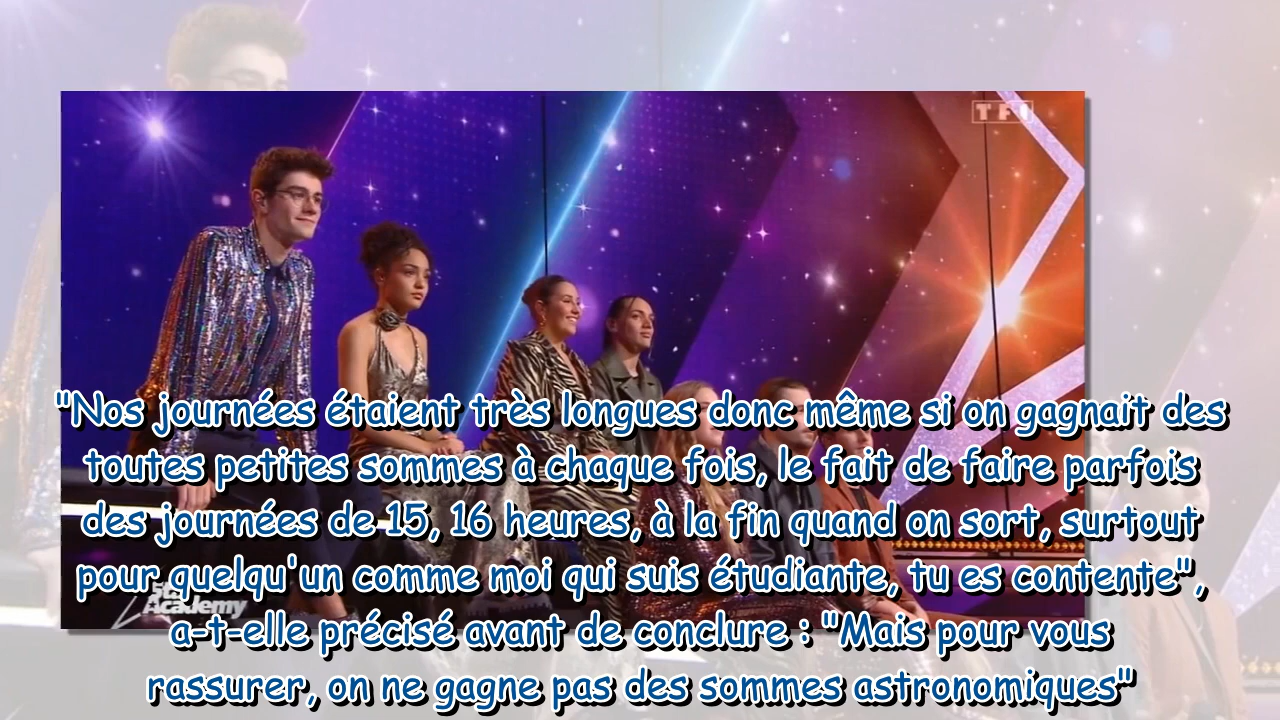 TF1
"Nos journées étaient très longues donc même si on gagnait des
toutes petites sommes à chaque fois, le fait de faire parfois
des journées de 15, 16 heures, à la fin quand on sort, surtout
pour quelqu'un comme moi qui suis étudiante, tu es contente",
Star
Academy
a-t-elle précisé avant de conclure : "Mais pour vous
rassurer, on ne gagne pas des sommes astronomiques"